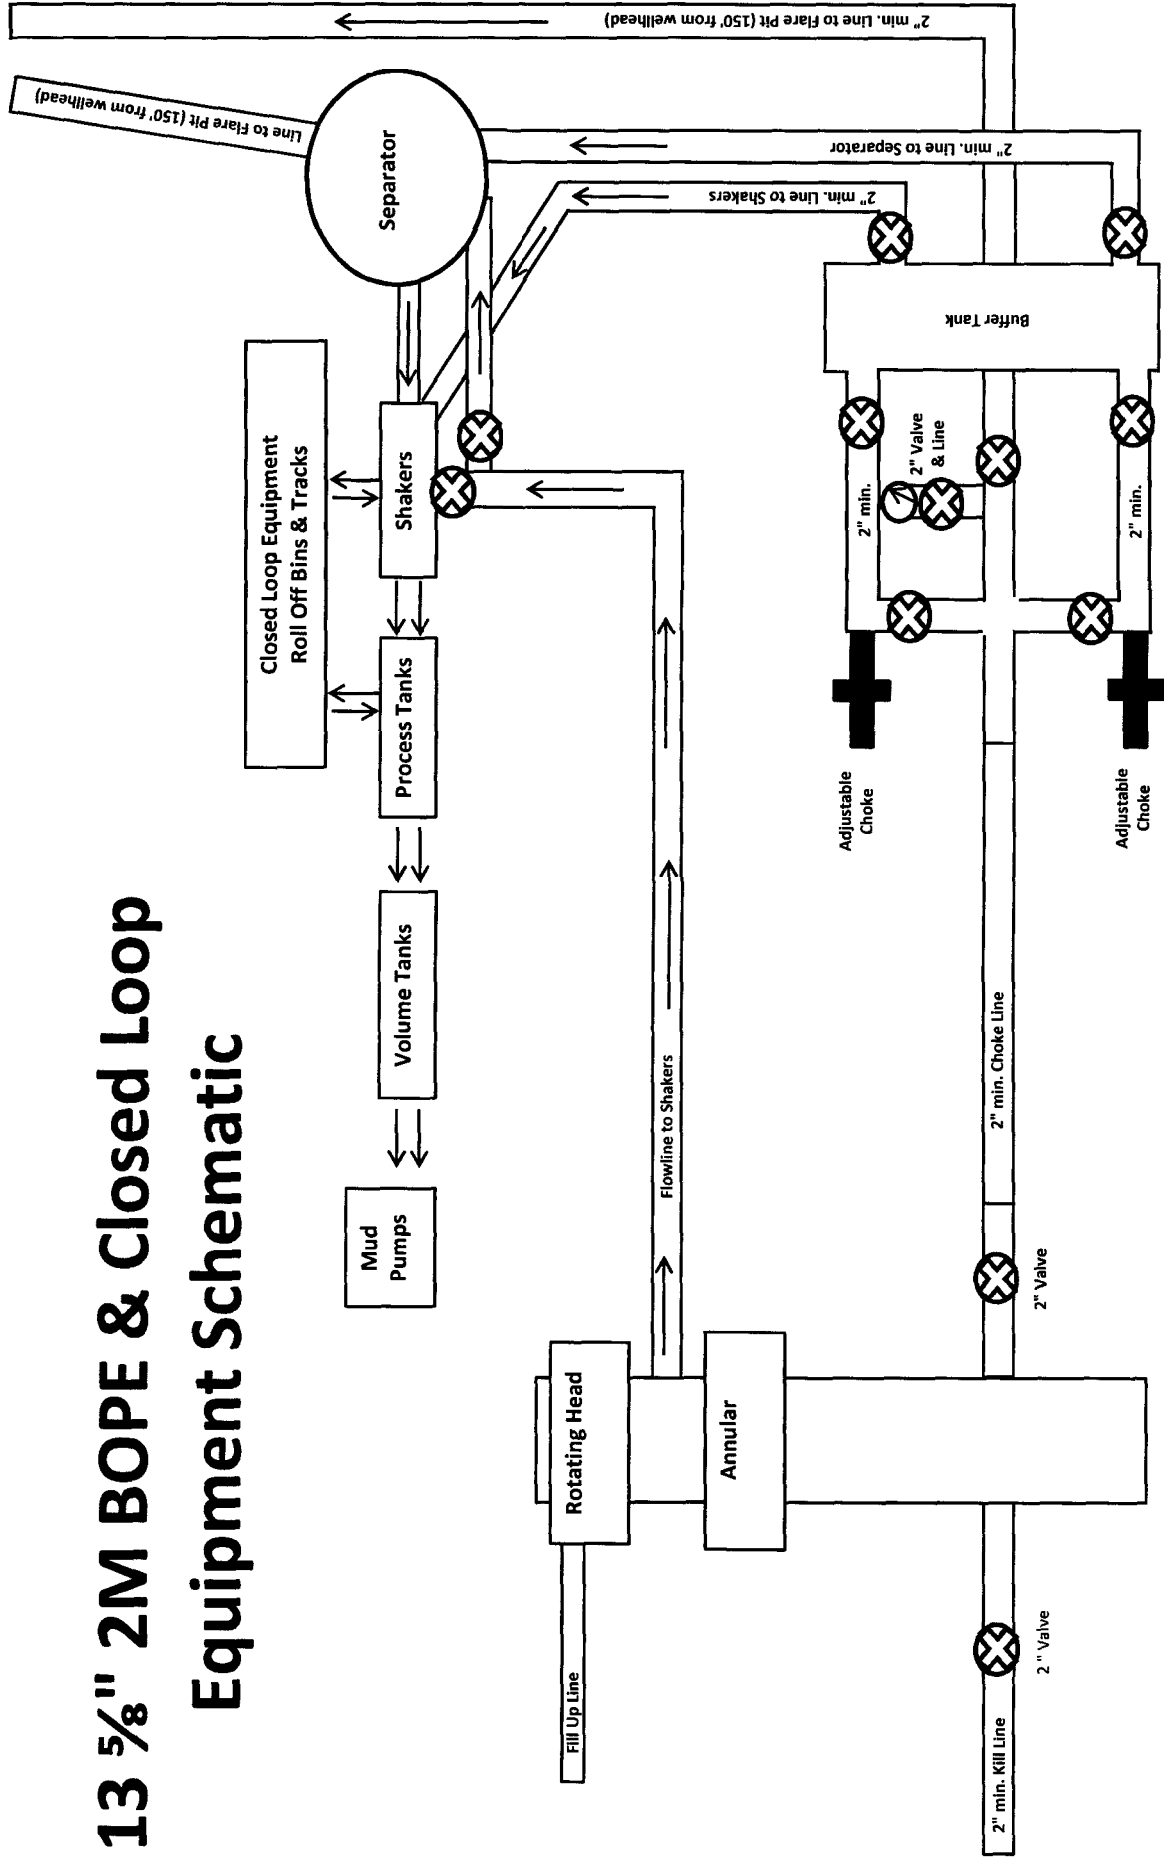 13 ⅝" 2M BOPE & Closed Loop
Equipment Schematic
Closed Loop Equipment
Roll Off Bins & Tracks
Mud
Pumps
Volume Tanks
Process Tanks
Shakers
Separator
Line to Flare Pit (150' from wellhead)
2" min. Line to Flare Pit (150' from wellhead)
2" min. Line to Separator
2" min. Line to Shakers
Fill Up Line
Rotating Head
Flowline to Shakers
Annular
2" min. Kill Line
2 " Valve
2" Valve
2" min. Choke Line
Adjustable
Choke
2" min.
2" Valve
& Line
Buffer Tank
Adjustable
Choke
2" min.